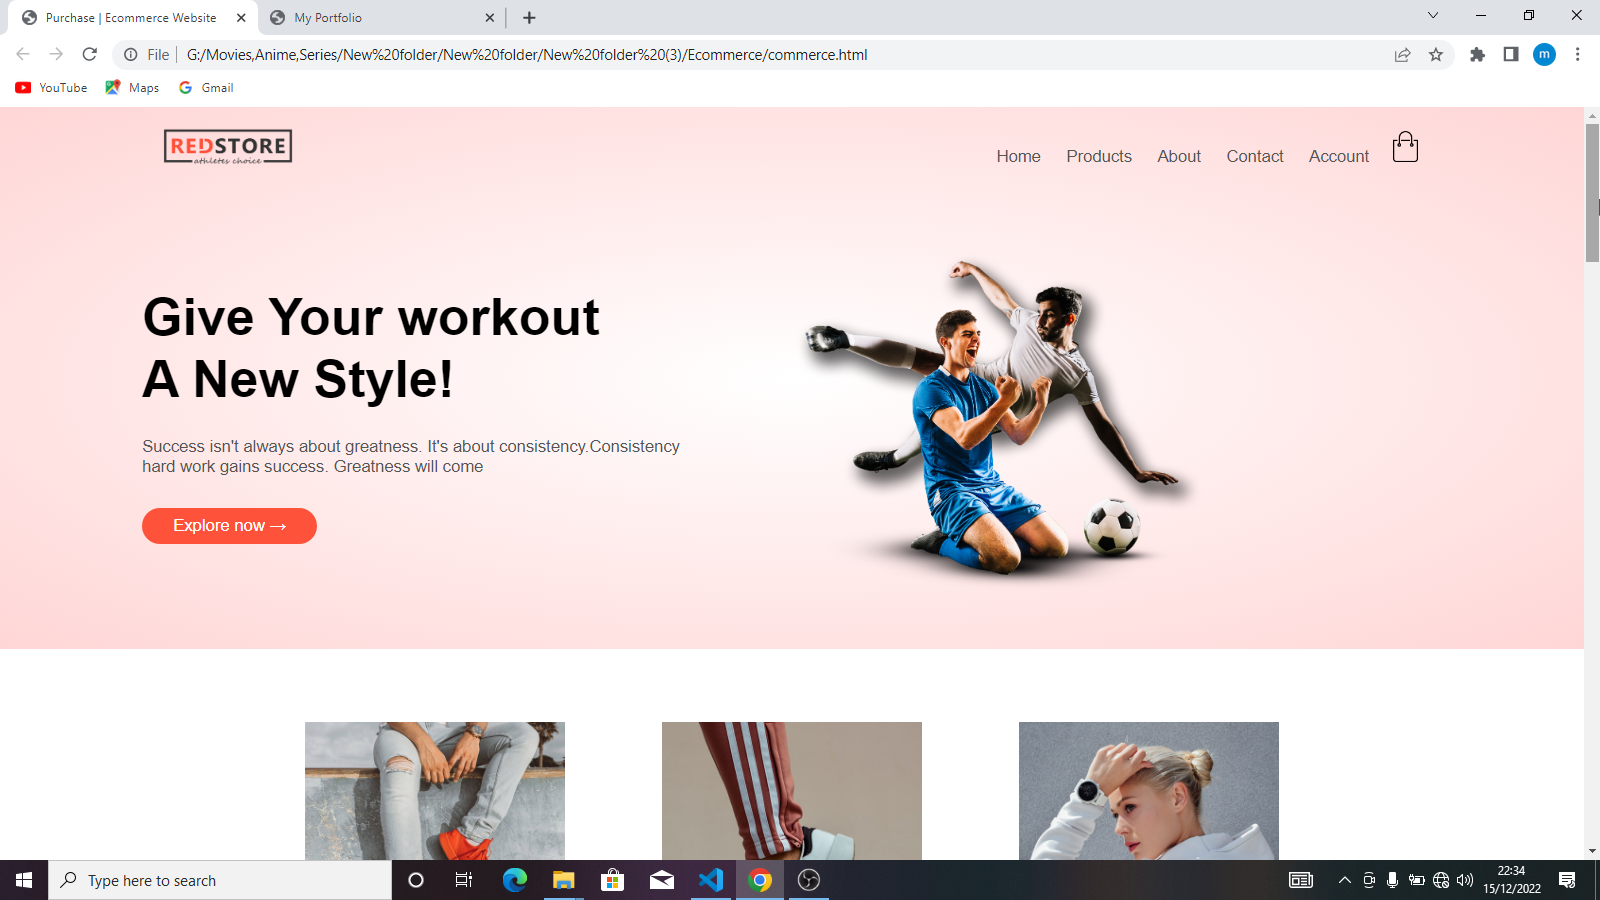 Purchase | Ecommerce Website
My Portfolio
File
G:/Movies,Anime,Series/New%20folder/New%20folder/New%20folder%20(3)/Ecommerce/commerce.html
m
YouTube
Maps
Gmail
REDSTORE
athletes choice
Home
Products
About
Contact
Account
Give Your workout
A New Style!
Success isn't always about greatness. It's about consistency.Consistency
hard work gains success. Greatness will come
Explore now →
Type here to search
22:34
15/12/2022